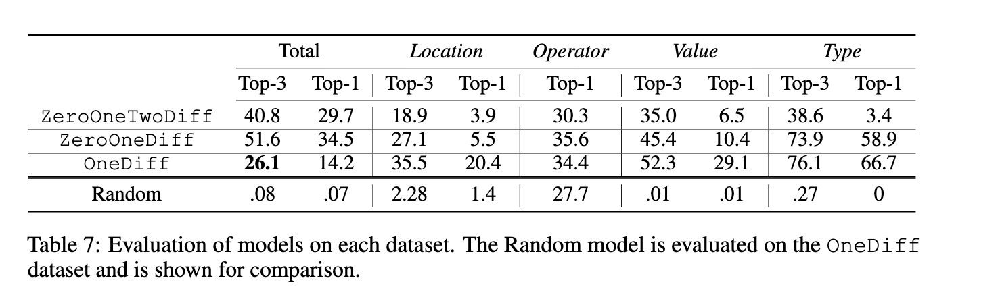 Total Location Operator Value Type
Top-3 Top-1 Top-3 Top-1 Top-1 Top-3 Top-1 Top-3 Top-1
ZeroOneTwoDiff 40.8 29.7 18.9 3.9 30.3 35.0 6.5 38.6 3.4
ZeroOneDiff 51.6 34.5 27.1 5.5 35.6 45.4 10.4 73.9 58.9
OneDiff 26.1 14.2 35.5 20.4 34.4 52.3 29.1 76.1 66.7
Random .08 .07 2.28 1.4 27.7 .01 .01 .27 0
Table 7: Evaluation of models on each dataset. The Random model is evaluated on the OneDiff
dataset and is shown for comparison.